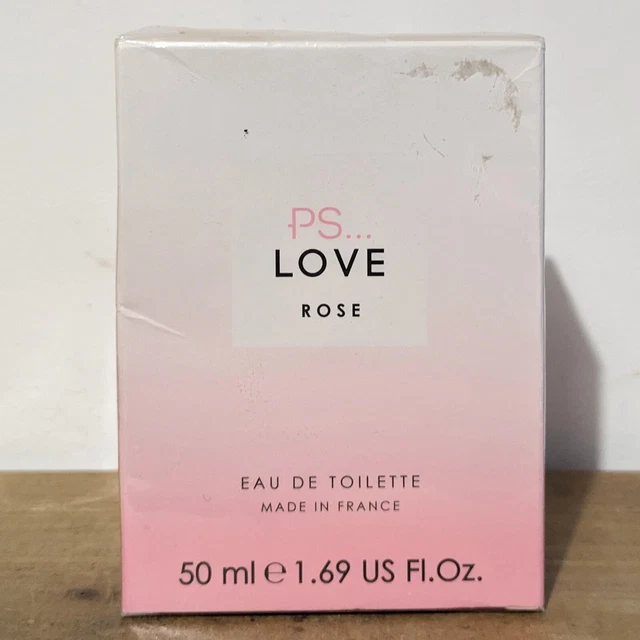 PS...
LOVE
ROSE
EAU DE TOILETTE
MADE IN FRANCE
50 ml ℮ 1.69 US Fl.Oz.